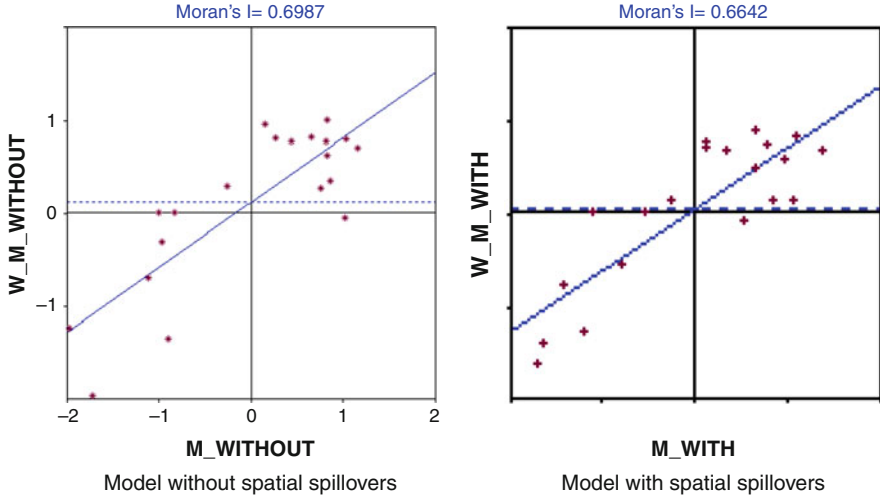 Moran's I= 0.6987
W_M_WITHOUT
1
0
−1
−2
−1
0
1
2
M_WITHOUT
Model without spatial spillovers
Moran's I= 0.6642
W_M_WITH
M_WITH
Model with spatial spillovers